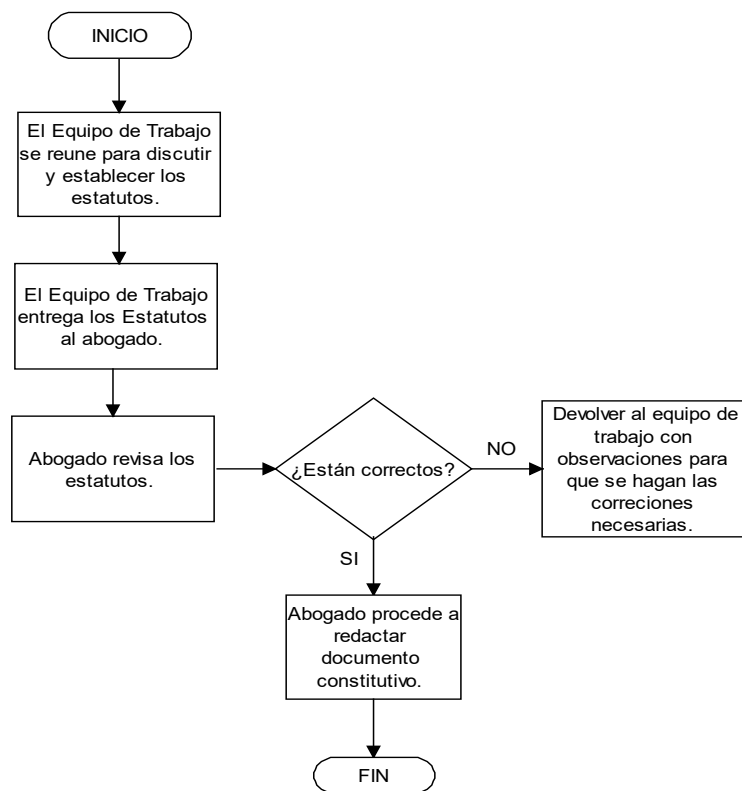 INICIO
El Equipo de Trabajo
se reune para discutir
y establecer los
estatutos.
El Equipo de Trabajo
entrega los Estatutos
al abogado.
Abogado revisa los
estatutos.
¿Están correctos?
NO
Devolver al equipo de
trabajo con
observaciones para
que se hagan las
correciones
necesarias.
SI
Abogado procede a
redactar
documento
constitutivo.
FIN